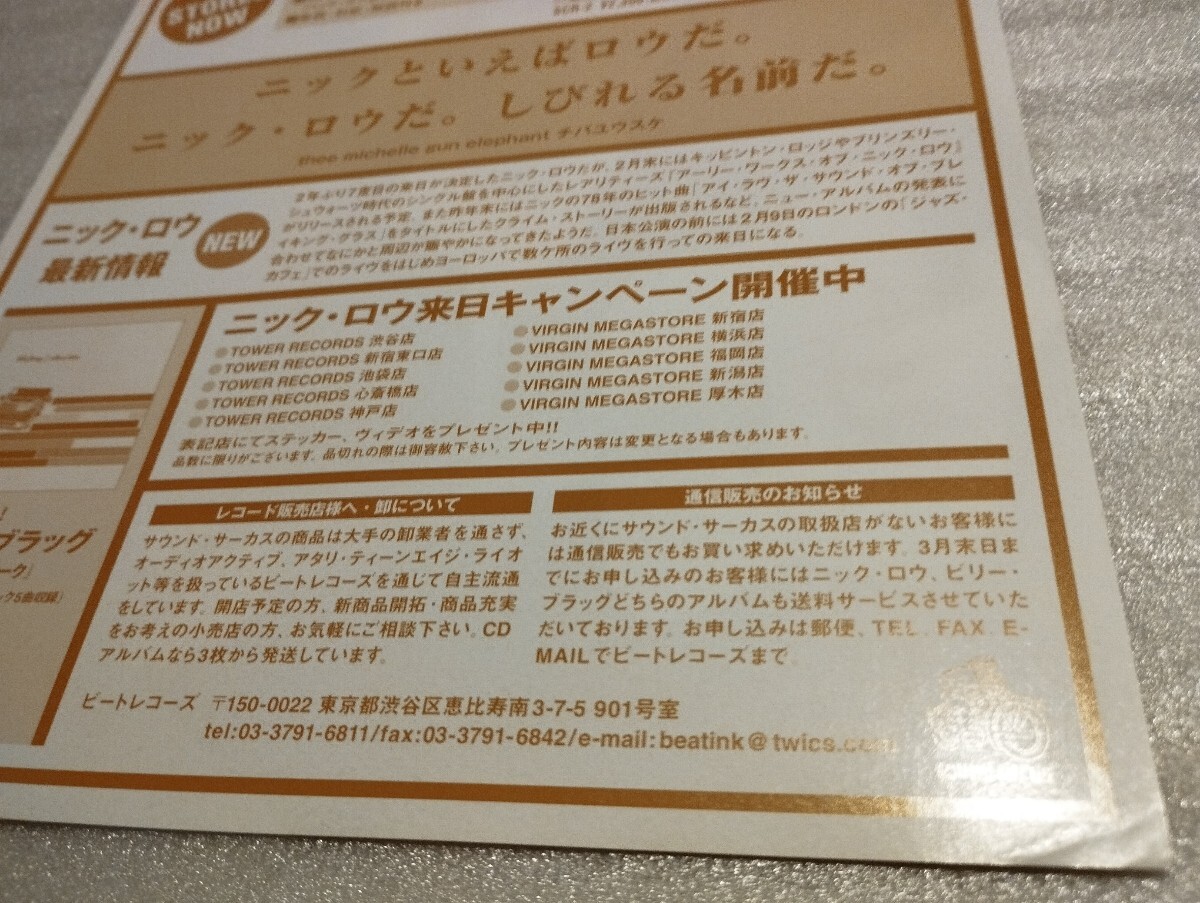 STOR
NOW
ニックといえばロウだ。
ニック・ロウだ。しびれる名前だ。
thee michelle gun elephant チバユウスケ
ニック・ロウ
最新情報
NEW
2年ぶり7度目の来日が決定したニック・ロウだが、2月末にはキッピントン・ロッジやブリンズリー・
シュウォーツ時代のシングル盤を中心にしたレアリティーズ「アーリー・ワークス・オブ・ニック・ロウ」
がリリースされる予定。また昨年末にはニックの78年のヒット曲「アイ・ラヴ・ザ・サウンド・オブ・ブレ
イキング・グラス」をタイトルにしたクライム・ストーリーが出版されるなど、ニュー・アルバムの発表に
合わせてなにかと周辺が賑やかになってきたようだ。日本公演の前には2月9日のロンドンの「ジャズ・
カフェ」でのライヴをはじめヨーロッパで数ケ所のライヴを行っての来日になる。
ニック・ロウ来日キャンペーン開催中
TOWER RECORDS 渋谷店
TOWER RECORDS 新宿東口店
TOWER RECORDS 池袋店
TOWER RECORDS 心斎橋店
TOWER RECORDS 神戸店
VIRGIN MEGASTORE 新宿店
VIRGIN MEGASTORE 横浜店
VIRGIN MEGASTORE 福岡店
VIRGIN MEGASTORE 新潟店
VIRGIN MEGASTORE 厚木店
表記店にてステッカー、ヴィデオをプレゼント中!!
品数に限りがございます。品切れの際は御容赦下さい。プレゼント内容は変更となる場合もあります。
!
ブラッグ
ーク」
ック5曲収録」
レコード販売店様へ・卸について
サウンド・サーカスの商品は大手の卸業者を通さず、
オーディオアクティブ、アタリ・ティーンエイジ・ライオ
ット等を扱っているビートレコーズを通じて自主流通
をしています。開店予定の方、新商品開拓・商品充実
をお考えの小売店の方、お気軽にご相談下さい。CD
アルバムなら3枚から発送しています。
通信販売のお知らせ
お近くにサウンド・サーカスの取扱店がないお客様に
は通信販売でもお買い求めいただけます。3月末日ま
でにお申し込みのお客様にはニック・ロウ、ビリー・
ブラッグどちらのアルバムも送料サービスさせていた
だいております。お申し込みは郵便、TEL、FAX、E-
MAILでビートレコーズまで。
ビートレコーズ 〒150-0022 東京都渋谷区恵比寿南3-7-5 901号室
tel:03-3791-6811/fax:03-3791-6842/e-mail:beatink@twics.com